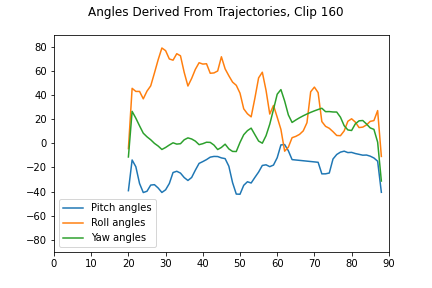 Angles Derived From Trajectories, Clip 160
80
60
40
20
0
−20
−40
−60
−80
Pitch angles
Roll angles
Yaw angles
0 10 20 30 40 50 60 70 80 90